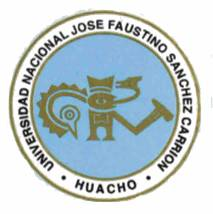 UNIVERSIDAD NACIONAL JOSE FAUSTINO SANCHEZ CARRION
• HUACHO •